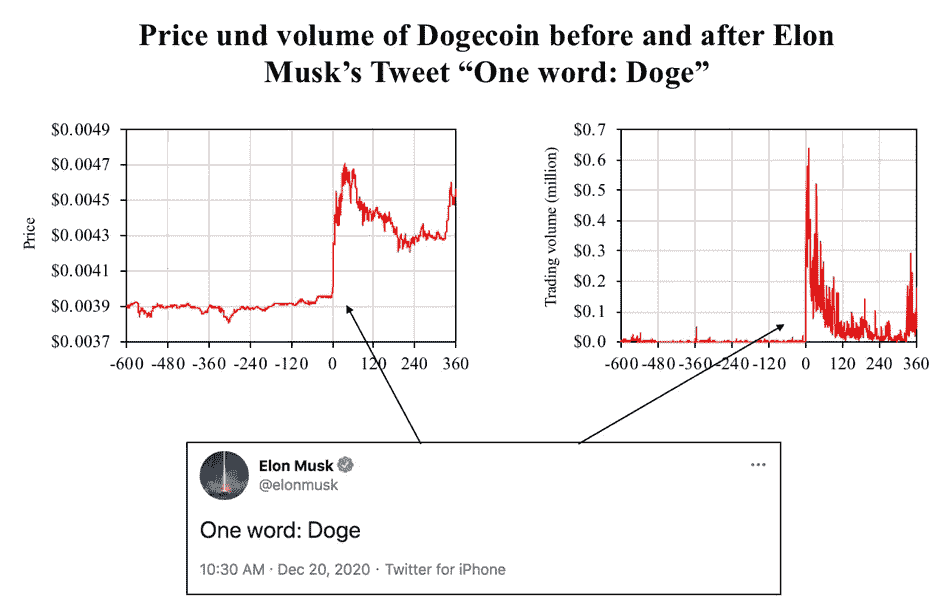 Price und volume of Dogecoin before and after Elon
Musk’s Tweet “One word: Doge”
$0.0049
$0.0047
$0.0045
$0.0043
$0.0041
$0.0039
$0.0037
Price
-600 -480 -360 -240 -120 0 120 240 360
$0.7
$0.6
$0.5
$0.4
$0.3
$0.2
$0.1
$0.0
Trading volume (million)
-600 -480 -360 -240 -120 0 120 240 360
Elon Musk
@elonmusk
One word: Doge
10:30 AM · Dec 20, 2020 · Twitter for iPhone